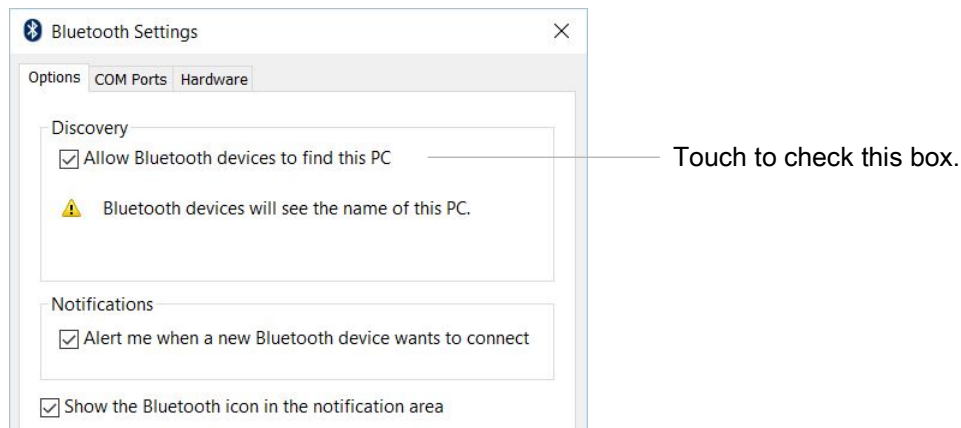 Bluetooth Settings
Options COM Ports Hardware
Discovery
Allow Bluetooth devices to find this PC
Touch to check this box.
Bluetooth devices will see the name of this PC.
Notifications
Alert me when a new Bluetooth device wants to connect
Show the Bluetooth icon in the notification area